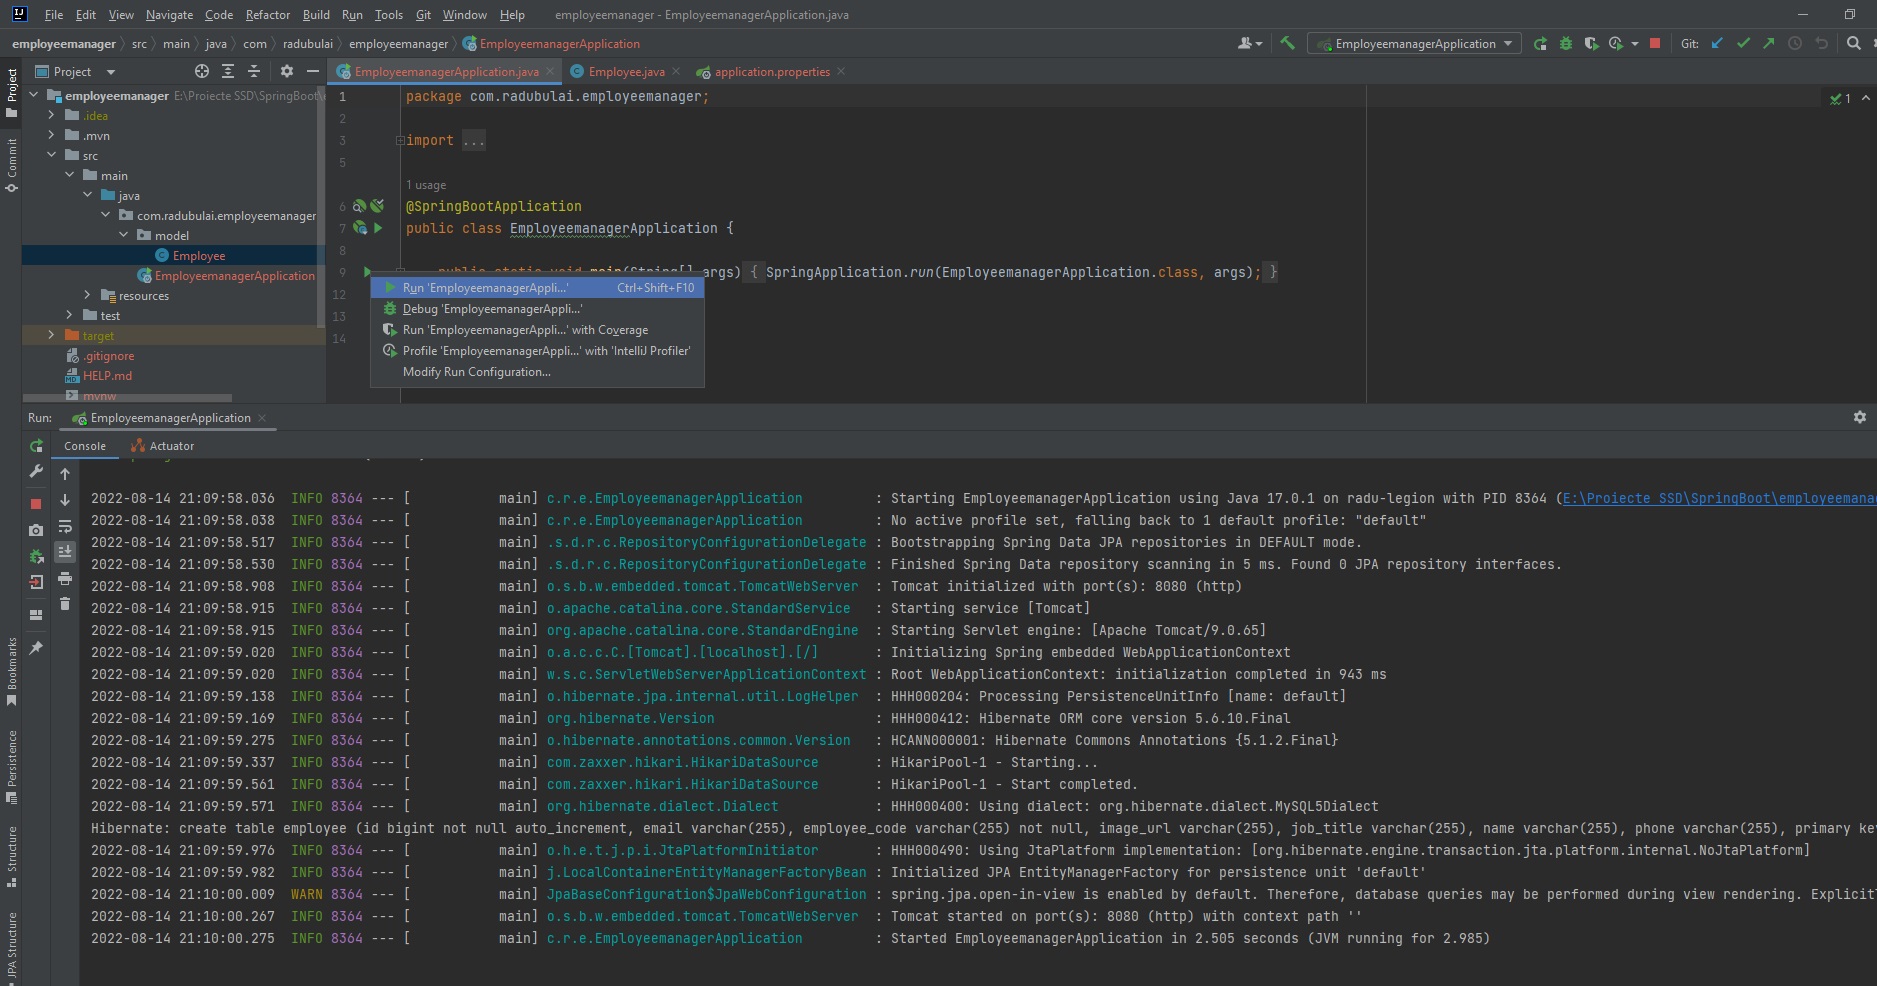 File Edit View Navigate Code Refactor Build Run Tools Git Window Help employeemanager - EmployeemanagerApplication.java
employeemanager src main java com radubulai employeemanager EmployeemanagerApplication EmployeemanagerApplication Git:
Project
EmployeemanagerApplication.java Employee.java application.properties
Project
Commit
Bookmarks
Persistence
Structure
JPA Structure
employeemanager E:\Proiecte SSD\SpringBoot\
.idea
.mvn
src
main
java
com.radubulai.employeemanager
model
Employee
EmployeemanagerApplication
resources
test
target
.gitignore
HELP.md
mvnw
1 package com.radubulai.employeemanager;
2
3 import ...
5
1 usage
6 @SpringBootApplication
7 public class EmployeemanagerApplication {
8
9 public static void main(String[] args) { SpringApplication.run(EmployeemanagerApplication.class, args); }
12
13
14
1
Run 'EmployeemanagerAppli...' Ctrl+Shift+F10
Debug 'EmployeemanagerAppli...'
Run 'EmployeemanagerAppli...' with Coverage
Profile 'EmployeemanagerAppli...' with 'IntelliJ Profiler'
Modify Run Configuration...
Run: EmployeemanagerApplication
Console Actuator
2022-08-14 21:09:58.036 INFO 8364 --- [ main] c.r.e.EmployeemanagerApplication : Starting EmployeemanagerApplication using Java 17.0.1 on radu-legion with PID 8364 (E:\Proiecte SSD\SpringBoot\employeemana
2022-08-14 21:09:58.038 INFO 8364 --- [ main] c.r.e.EmployeemanagerApplication : No active profile set, falling back to 1 default profile: "default"
2022-08-14 21:09:58.517 INFO 8364 --- [ main] .s.d.r.c.RepositoryConfigurationDelegate : Bootstrapping Spring Data JPA repositories in DEFAULT mode.
2022-08-14 21:09:58.530 INFO 8364 --- [ main] .s.d.r.c.RepositoryConfigurationDelegate : Finished Spring Data repository scanning in 5 ms. Found 0 JPA repository interfaces.
2022-08-14 21:09:58.908 INFO 8364 --- [ main] o.s.b.w.embedded.tomcat.TomcatWebServer : Tomcat initialized with port(s): 8080 (http)
2022-08-14 21:09:58.915 INFO 8364 --- [ main] o.apache.catalina.core.StandardService : Starting service [Tomcat]
2022-08-14 21:09:58.915 INFO 8364 --- [ main] org.apache.catalina.core.StandardEngine : Starting Servlet engine: [Apache Tomcat/9.0.65]
2022-08-14 21:09:59.020 INFO 8364 --- [ main] o.a.c.c.C.[Tomcat].[localhost].[/] : Initializing Spring embedded WebApplicationContext
2022-08-14 21:09:59.020 INFO 8364 --- [ main] w.s.c.ServletWebServerApplicationContext : Root WebApplicationContext: initialization completed in 943 ms
2022-08-14 21:09:59.138 INFO 8364 --- [ main] o.hibernate.jpa.internal.util.LogHelper : HHH000204: Processing PersistenceUnitInfo [name: default]
2022-08-14 21:09:59.169 INFO 8364 --- [ main] org.hibernate.Version : HHH000412: Hibernate ORM core version 5.6.10.Final
2022-08-14 21:09:59.275 INFO 8364 --- [ main] o.hibernate.annotations.common.Version : HCANN000001: Hibernate Commons Annotations {5.1.2.Final}
2022-08-14 21:09:59.337 INFO 8364 --- [ main] com.zaxxer.hikari.HikariDataSource : HikariPool-1 - Starting...
2022-08-14 21:09:59.561 INFO 8364 --- [ main] com.zaxxer.hikari.HikariDataSource : HikariPool-1 - Start completed.
2022-08-14 21:09:59.571 INFO 8364 --- [ main] org.hibernate.dialect.Dialect : HHH000400: Using dialect: org.hibernate.dialect.MySQL5Dialect
Hibernate: create table employee (id bigint not null auto_increment, email varchar(255), employee_code varchar(255) not null, image_url varchar(255), job_title varchar(255), name varchar(255), phone varchar(255), primary ke
2022-08-14 21:09:59.976 INFO 8364 --- [ main] o.h.e.t.j.p.i.JtaPlatformInitiator : HHH000490: Using JtaPlatform implementation: [org.hibernate.engine.transaction.jta.platform.internal.NoJtaPlatform]
2022-08-14 21:09:59.982 INFO 8364 --- [ main] j.LocalContainerEntityManagerFactoryBean : Initialized JPA EntityManagerFactory for persistence unit 'default'
2022-08-14 21:10:00.009 WARN 8364 --- [ main] JpaBaseConfiguration$JpaWebConfiguration : spring.jpa.open-in-view is enabled by default. Therefore, database queries may be performed during view rendering. Explicit
2022-08-14 21:10:00.267 INFO 8364 --- [ main] o.s.b.w.embedded.tomcat.TomcatWebServer : Tomcat started on port(s): 8080 (http) with context path ''
2022-08-14 21:10:00.275 INFO 8364 --- [ main] c.r.e.EmployeemanagerApplication : Started EmployeemanagerApplication in 2.505 seconds (JVM running for 2.985)